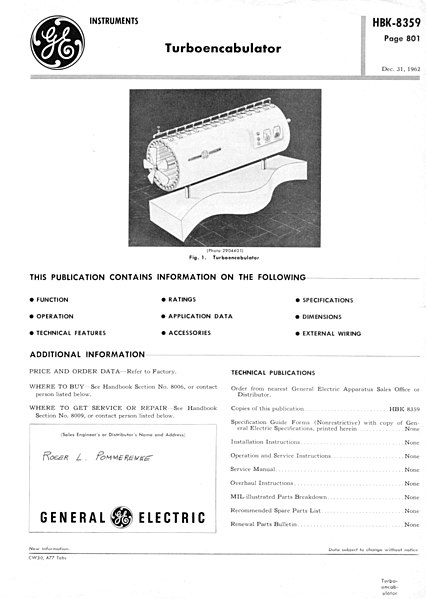 INSTRUMENTS
Turboencabulator
HBK-8359
Page 801
Dec. 31, 1962
(Photo 2904423)
Fig. 1. Turboencabulator
THIS PUBLICATION CONTAINS INFORMATION ON THE FOLLOWING
● FUNCTION
● RATINGS
● SPECIFICATIONS
● OPERATION
● APPLICATION DATA
● DIMENSIONS
● TECHNICAL FEATURES
● ACCESSORIES
● EXTERNAL WIRING
ADDITIONAL INFORMATION
PRICE AND ORDER DATA—Refer to Factory.
WHERE TO BUY—See Handbook Section No. 8006, or contact
person listed below.
WHERE TO GET SERVICE OR REPAIR—See Handbook
Section No. 8009, or contact person listed below.
(Sales Engineer's or Distributor's Name and Address)
ROGER L. POMMERENKE
GENERAL GE ELECTRIC
TECHNICAL PUBLICATIONS
Order from nearest General Electric Apparatus Sales Office or
Distributor.
Copies of this publication HBK 8359
Specification Guide Forms (Nonrestrictive) with copy of Gen-
eral Electric Specifications, printed herein None
Installation Instructions None
Operation and Service Instructions None
Service Manual None
Overhaul Instructions None
MIL-illustrated Parts Breakdown None
Recommended Spare Parts List None
Renewal Parts Bulletin None
New information.
Data subject to change without notice
CW30, A77 Tabs
Turbo-
encab-
ulator